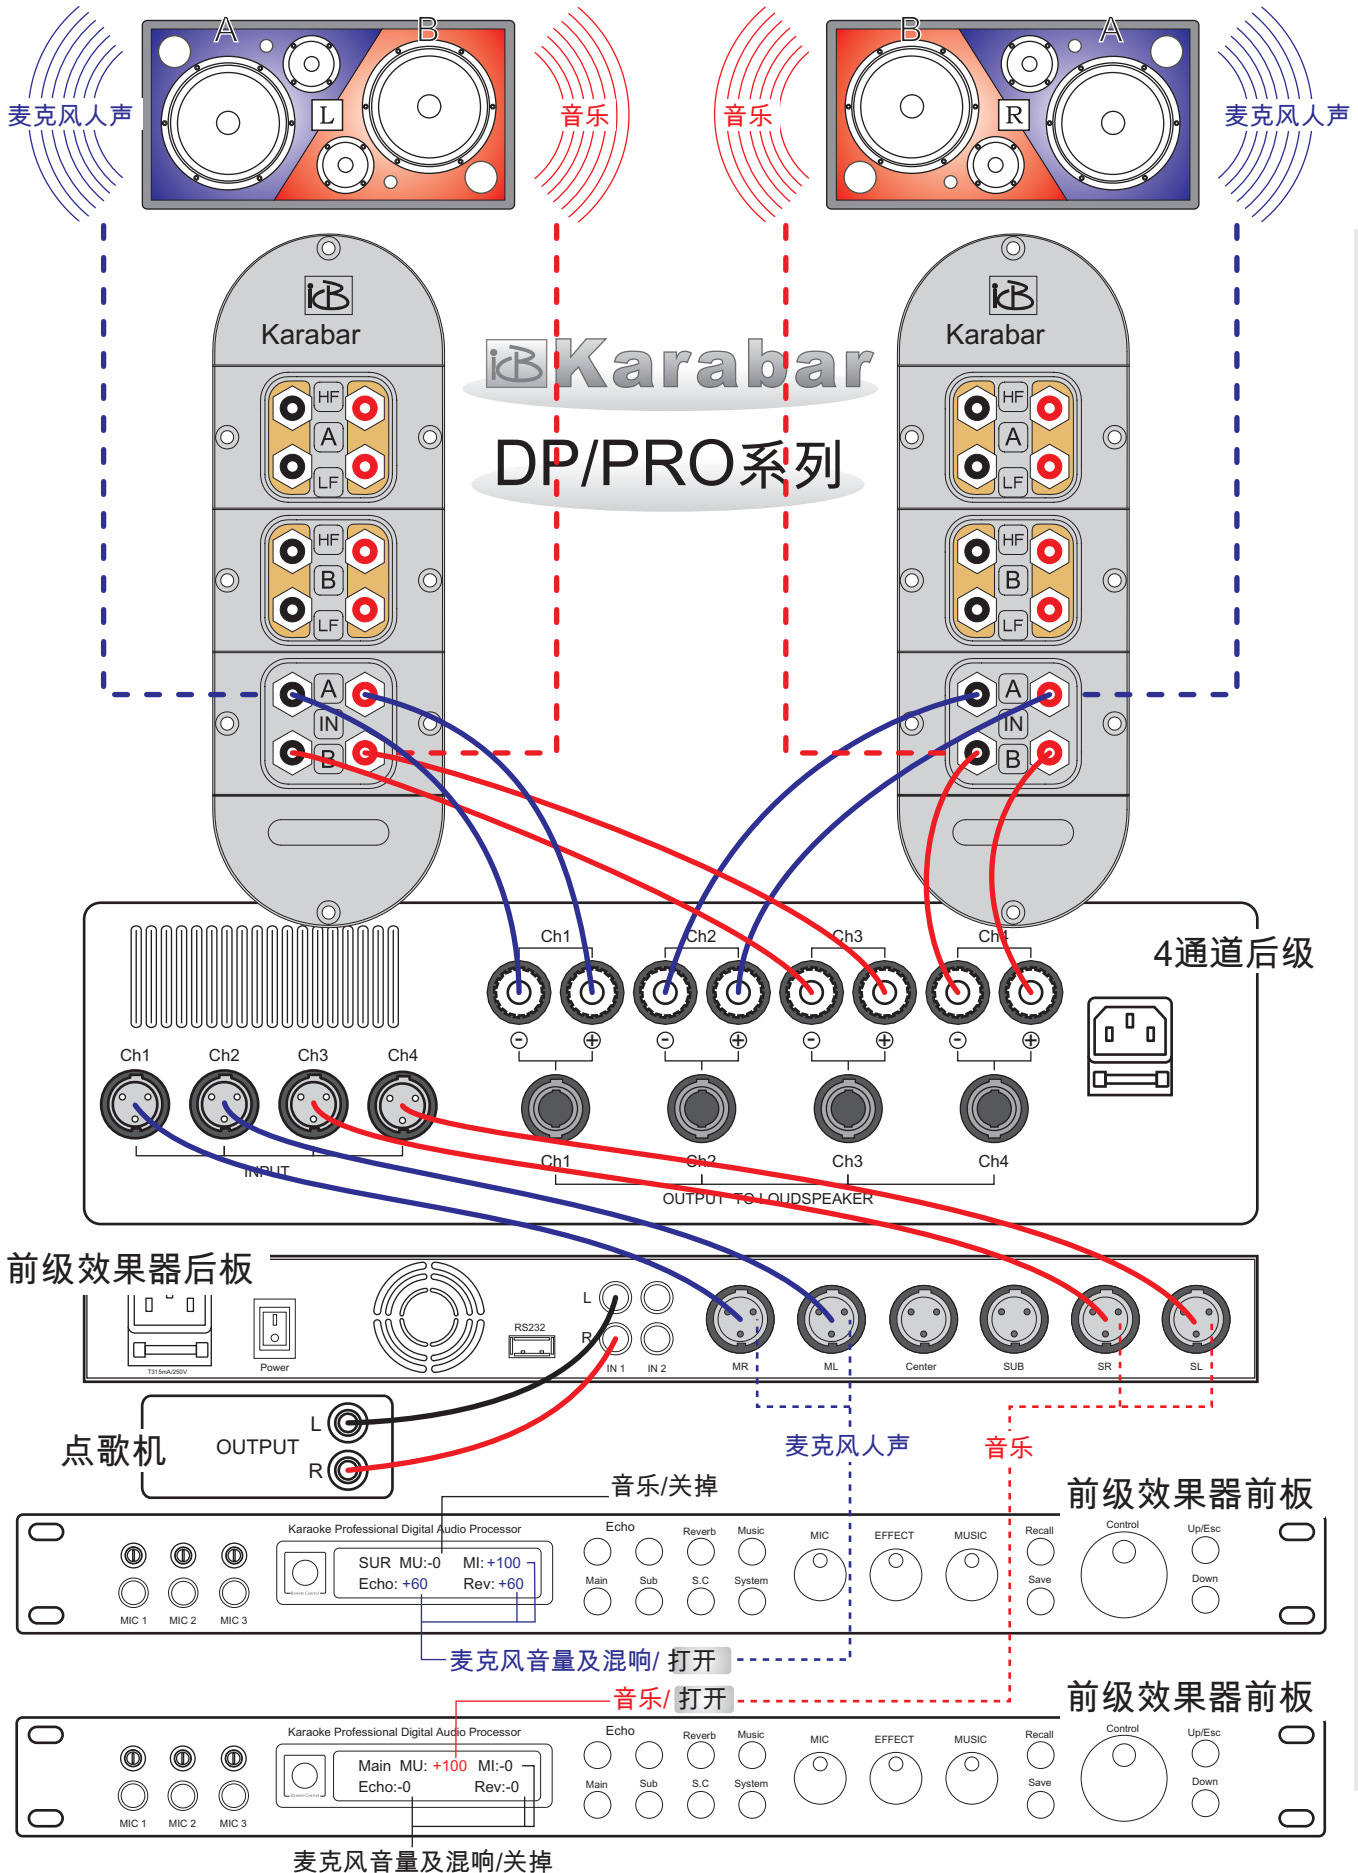 A B B A
麦克风人声 L 音乐 音乐 R 麦克风人声
icB icB
Karabar Karabar
icB Karabar
HF HF
A A
LF LF
DP/PRO系列
HF HF
B B
LF LF
A A
IN IN
B B
Ch1 Ch2 Ch3 Ch4
4通道后级
- + - + - + - +
Ch1 Ch2 Ch3 Ch4
INPUT
Ch1 Ch2 Ch3 Ch4
OUTPUT TO LOUDSPEAKER
前级效果器后板
T315mA/250V
Power
RS232
L
R
IN 1 IN 2
MR ML Center SUB SR SL
点歌机
OUTPUT
L
R
麦克风人声 音乐
音乐/关掉
前级效果器前板
Karaoke Professional Digital Audio Processor
Remote Control
SUR MU:-0 MI:+100
Echo: +60 Rev: +60
MIC 1 MIC 2 MIC 3
Echo Reverb Music
Main Sub S.C System
MIC EFFECT MUSIC
Recall Control Up/Esc
Save Down
麦克风音量及混响/ 打开
音乐/ 打开
前级效果器前板
Karaoke Professional Digital Audio Processor
Remote Control
Main MU: +100 MI:-0
Echo:-0 Rev:-0
MIC 1 MIC 2 MIC 3
Echo Reverb Music
Main Sub S.C System
MIC EFFECT MUSIC
Recall Control Up/Esc
Save Down
麦克风音量及混响/关掉